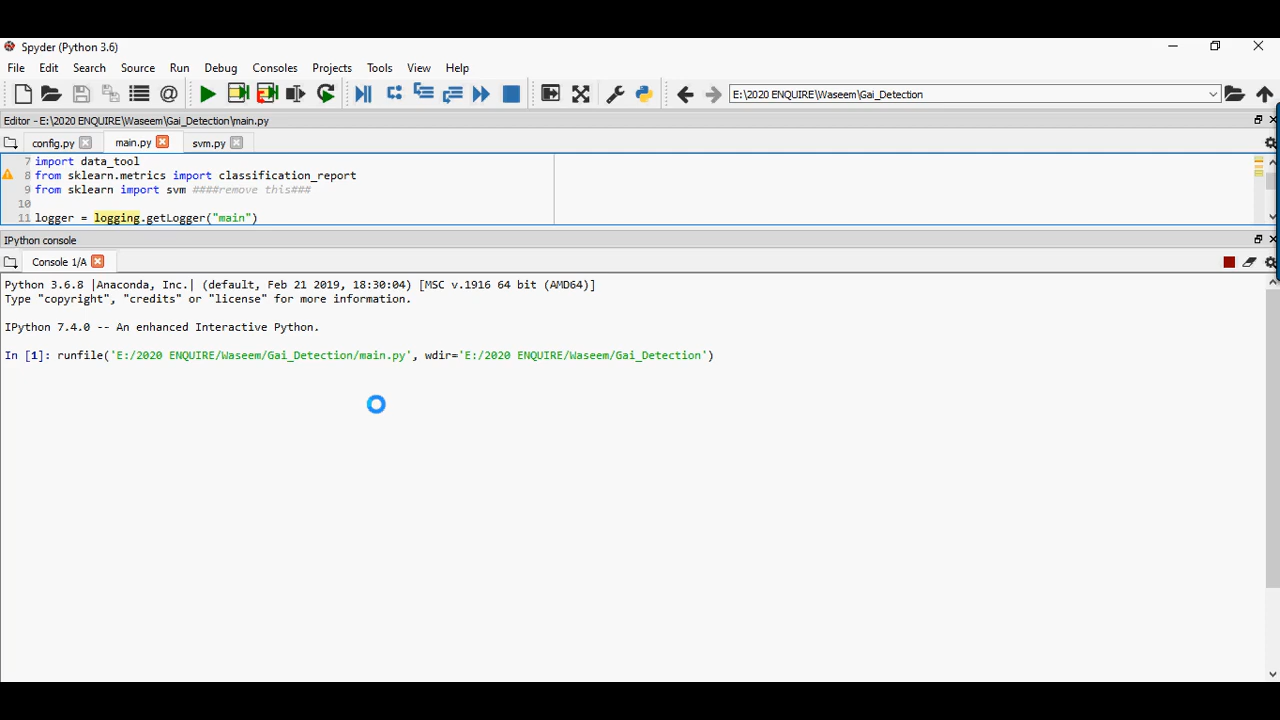 Spyder (Python 3.6)
File Edit Search Source Run Debug Consoles Projects Tools View Help
E:\2020 ENQUIRE\Waseem\Gai_Detection
Editor - E:\2020 ENQUIRE\Waseem\Gai_Detection\main.py
config.py main.py svm.py
7 import data_tool
8 from sklearn.metrics import classification_report
9 from sklearn import svm ####remove this###
10
11 logger = logging.getLogger("main")
IPython console
Console 1/A
Python 3.6.8 |Anaconda, Inc.| (default, Feb 21 2019, 18:30:04) [MSC v.1916 64 bit (AMD64)]
Type "copyright", "credits" or "license" for more information.
IPython 7.4.0 -- An enhanced Interactive Python.
In [1]: runfile('E:/2020 ENQUIRE/Waseem/Gai_Detection/main.py', wdir='E:/2020 ENQUIRE/Waseem/Gai_Detection')